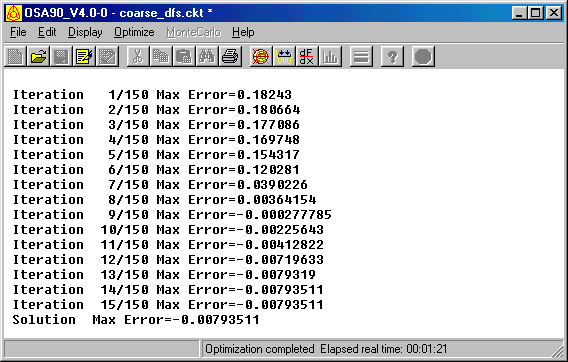 OSA90_V4.0-0 - coarse_dfs.ckt *
File Edit Display Optimize MonteCarlo Help
dF
dx
?
Iteration   1/150 Max Error=0.18243
Iteration   2/150 Max Error=0.180664
Iteration   3/150 Max Error=0.177086
Iteration   4/150 Max Error=0.169748
Iteration   5/150 Max Error=0.154317
Iteration   6/150 Max Error=0.120281
Iteration   7/150 Max Error=0.0390226
Iteration   8/150 Max Error=0.00364154
Iteration   9/150 Max Error=-0.000277785
Iteration  10/150 Max Error=-0.00225643
Iteration  11/150 Max Error=-0.00412822
Iteration  12/150 Max Error=-0.00719633
Iteration  13/150 Max Error=-0.0079319
Iteration  14/150 Max Error=-0.00793511
Iteration  15/150 Max Error=-0.00793511
Solution  Max Error=-0.00793511
Optimization completed  Elapsed real time: 00:01:21